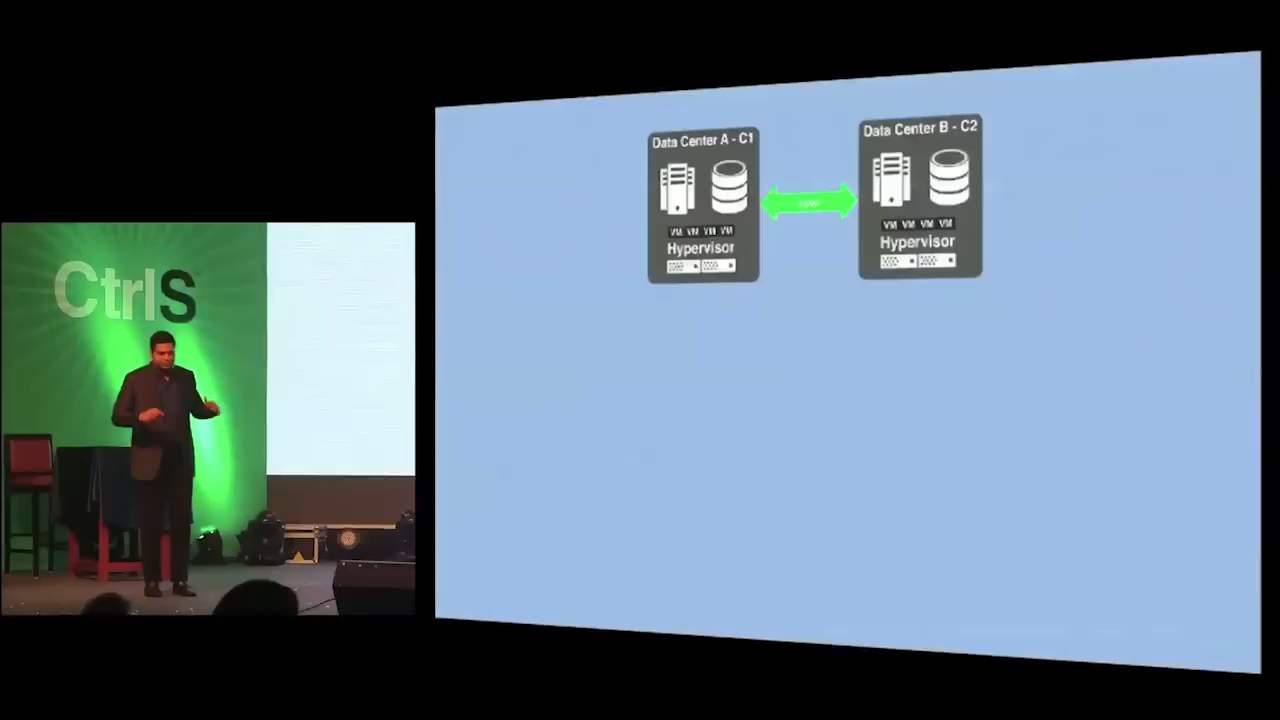 CtrlS
Data Center A - C1
VM VM VM VM
Hypervisor
Data Center B - C2
VM VM VM VM
Hypervisor